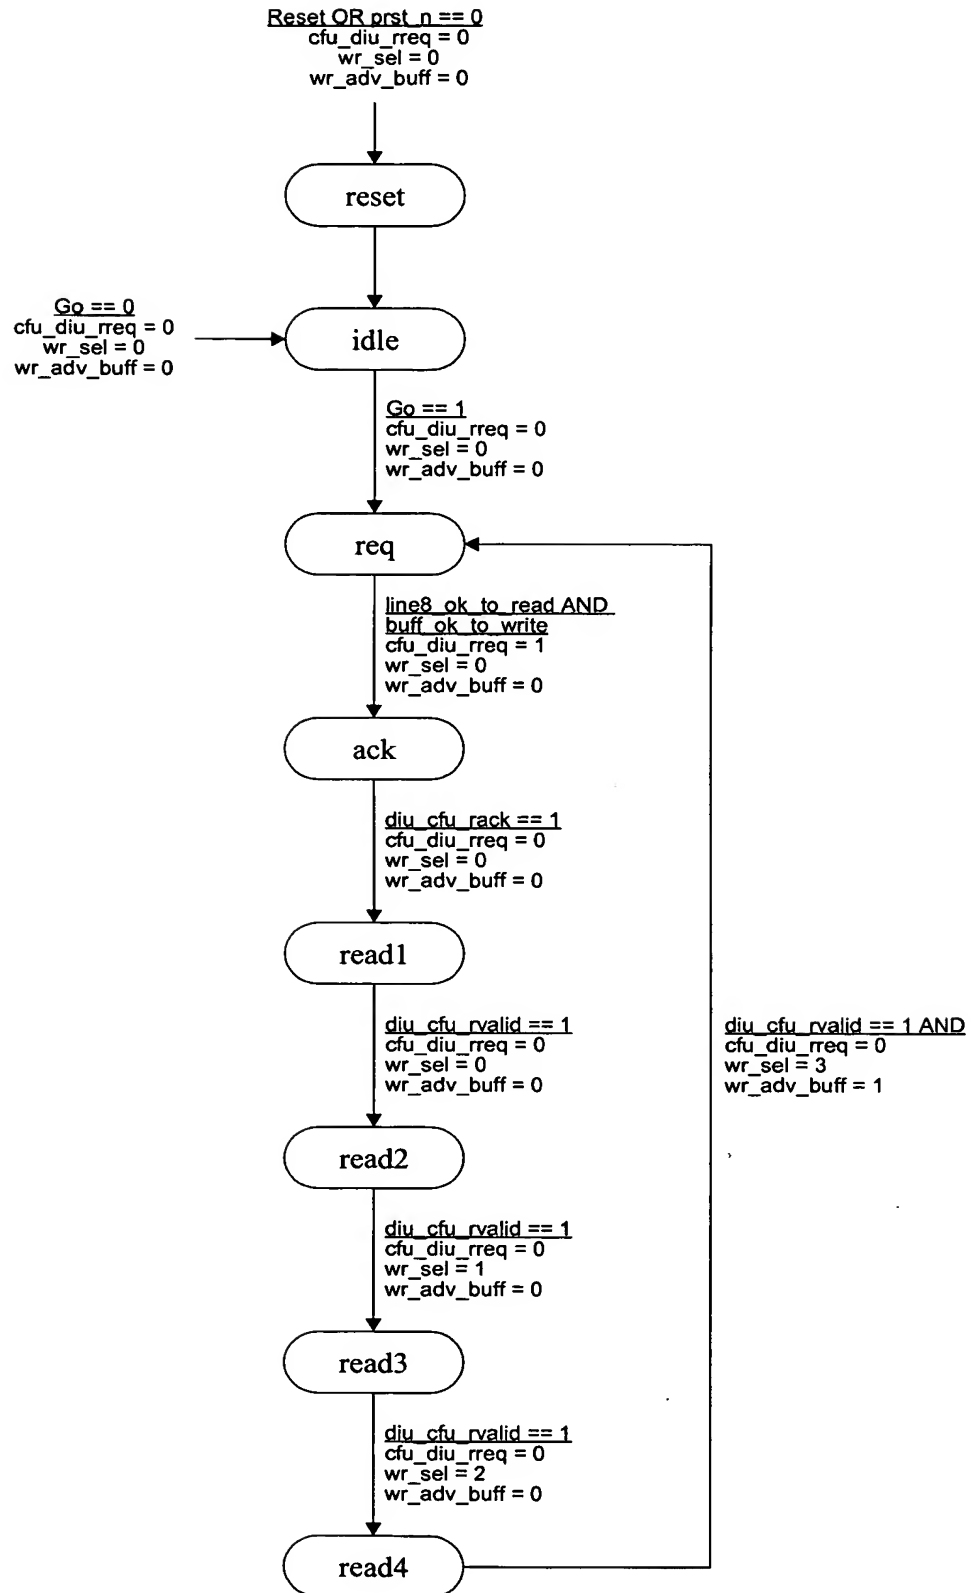 Reset OR prst_n == 0
cfu_diu_rreq = 0
wr_sel = 0
wr_adv_buff = 0
reset
Go == 0
cfu_diu_rreq = 0
wr_sel = 0
wr_adv_buff = 0
idle
Go == 1
cfu_diu_rreq = 0
wr_sel = 0
wr_adv_buff = 0
req
line8_ok_to_read AND
buff_ok_to_write
cfu_diu_rreq = 1
wr_sel = 0
wr_adv_buff = 0
ack
diu_cfu_rack == 1
cfu_diu_rreq = 0
wr_sel = 0
wr_adv_buff = 0
read1
diu_cfu_rvalid == 1
cfu_diu_rreq = 0
wr_sel = 0
wr_adv_buff = 0
diu_cfu_rvalid == 1 AND
cfu_diu_rreq = 0
wr_sel = 3
wr_adv_buff = 1
read2
diu_cfu_rvalid == 1
cfu_diu_rreq = 0
wr_sel = 1
wr_adv_buff = 0
read3
diu_cfu_rvalid == 1
cfu_diu_rreq = 0
wr_sel = 2
wr_adv_buff = 0
read4